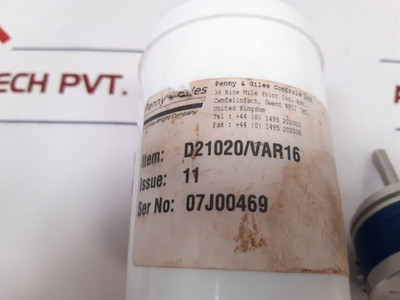 TECH PVT.
Penny + Giles
Penny & Giles Controls Ltd
36 Nine Mile Point Ind. Est.
Cwmfelinfach, Gwent NP11 7HZ
United Kingdom
Tel : +44 (0) 1495 202000
Fax : +44 (0) 1495 202006
Item: D21020/VAR16
Issue: 11
Ser No: 07J00469